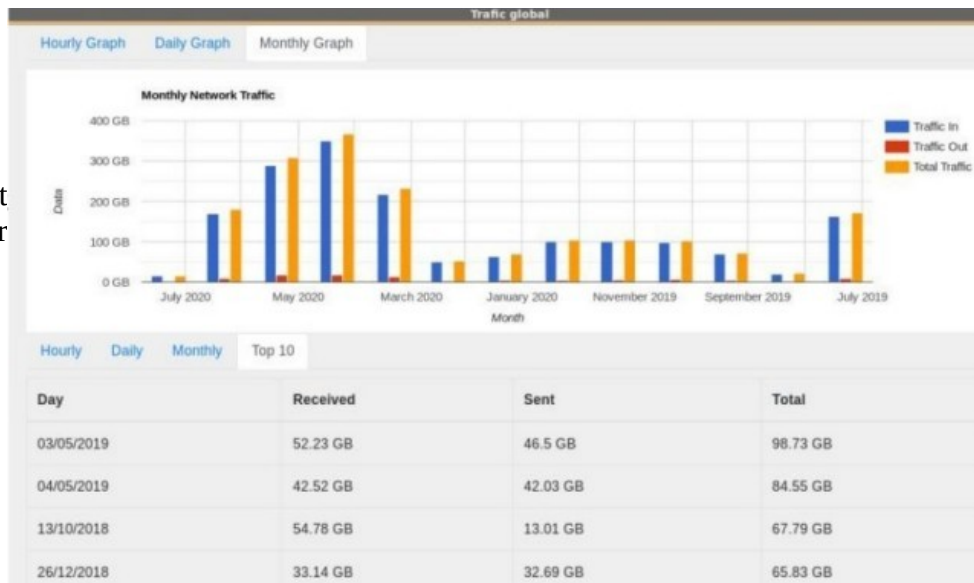 Trafic global
Hourly Graph Daily Graph Monthly Graph
Monthly Network Traffic
400 GB
300 GB
200 GB
100 GB
0 GB
Data
Traffic In
Traffic Out
Total Traffic
July 2020 May 2020 March 2020 January 2020 November 2019 September 2019 July 2019
Month
t
r
Hourly Daily Monthly Top 10
Day Received Sent Total
03/05/2019 52.23 GB 46.5 GB 98.73 GB
04/05/2019 42.52 GB 42.03 GB 84.55 GB
13/10/2018 54.78 GB 13.01 GB 67.79 GB
26/12/2018 33.14 GB 32.69 GB 65.83 GB